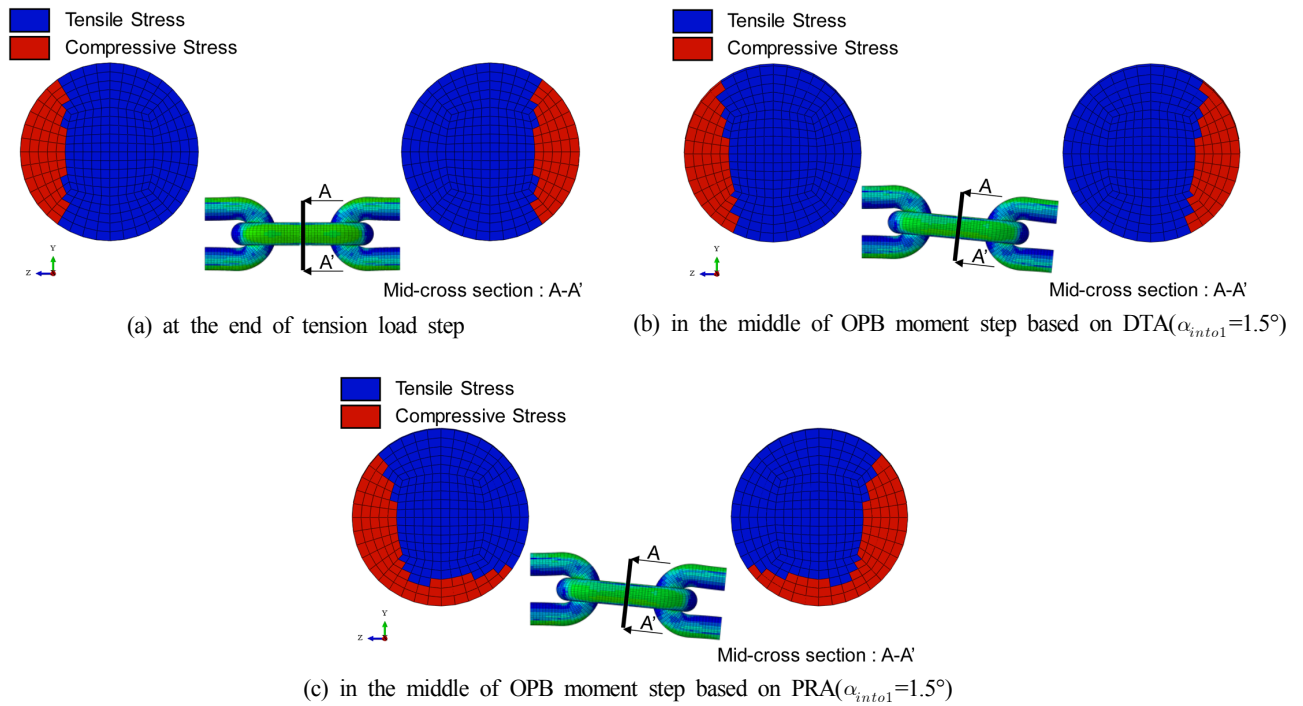 Tensile Stress
Compressive Stress
A
A'
Y
Z
Mid-cross section : A-A'
(a) at the end of tension load step
Tensile Stress
Compressive Stress
A
A'
Y
Z
Mid-cross section : A-A'
(b) in the middle of OPB moment step based on DTA(α_into1=1.5°)
Tensile Stress
Compressive Stress
A
A'
Y
Z
Mid-cross section : A-A'
(c) in the middle of OPB moment step based on PRA(α_into1=1.5°)